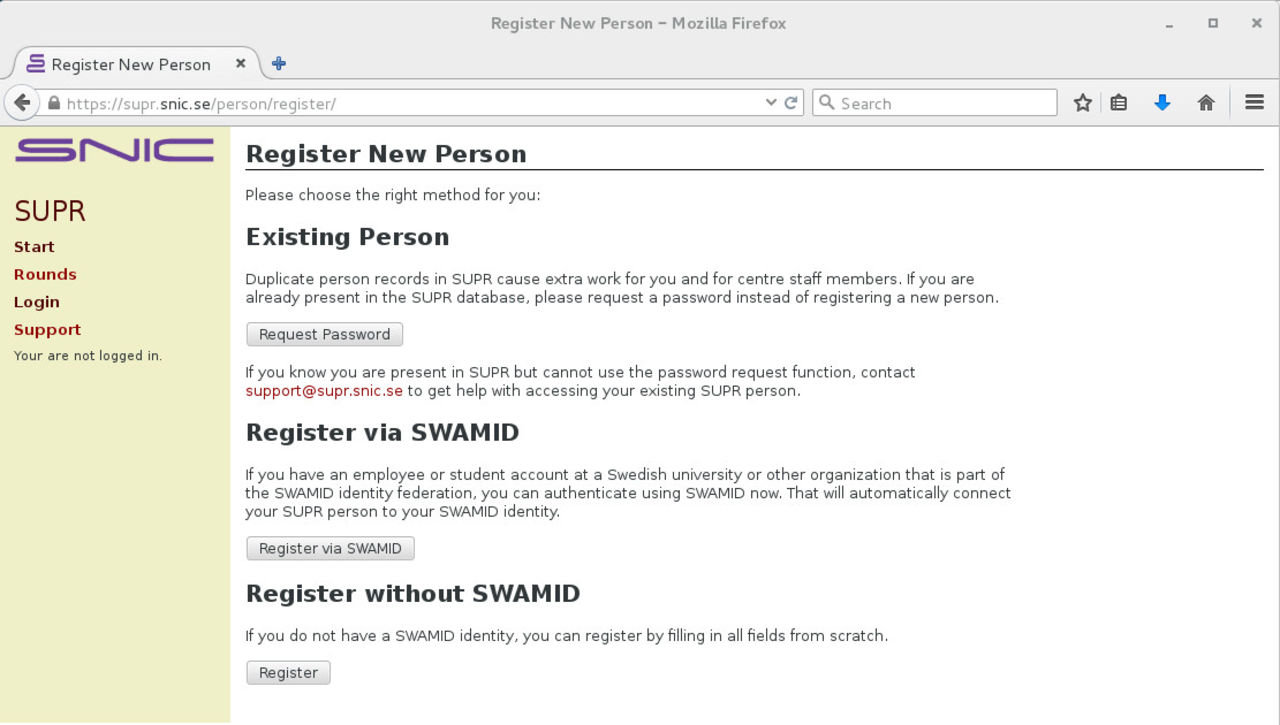 Register New Person – Mozilla Firefox
Register New Person
https://supr.snic.se/person/register/
Search
SNIC
SUPR
Start
Rounds
Login
Support
Your are not logged in.
Register New Person
Please choose the right method for you:
Existing Person
Duplicate person records in SUPR cause extra work for you and for centre staff members. If you are
already present in the SUPR database, please request a password instead of registering a new person.
Request Password
If you know you are present in SUPR but cannot use the password request function, contact
support@supr.snic.se to get help with accessing your existing SUPR person.
Register via SWAMID
If you have an employee or student account at a Swedish university or other organization that is part of
the SWAMID identity federation, you can authenticate using SWAMID now. That will automatically connect
your SUPR person to your SWAMID identity.
Register via SWAMID
Register without SWAMID
If you do not have a SWAMID identity, you can register by filling in all fields from scratch.
Register